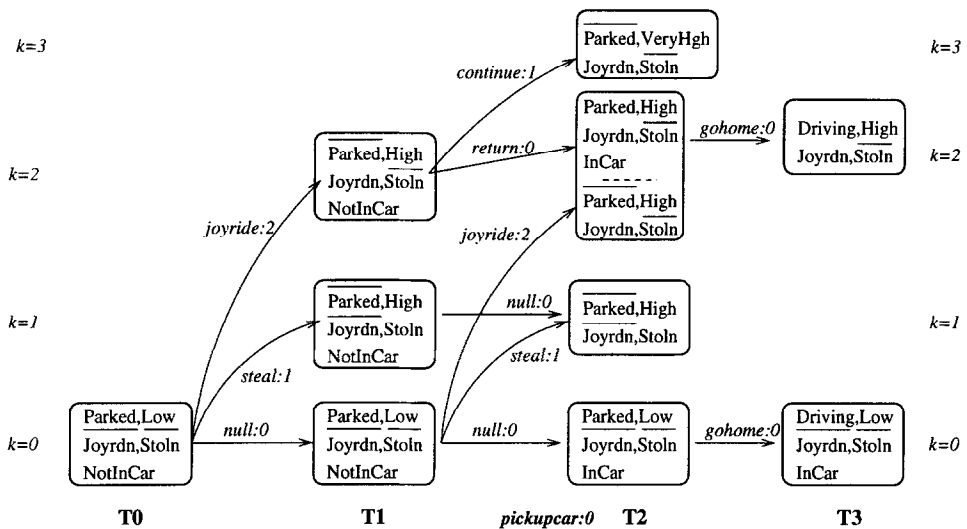 k=3
Parked,VeryHgh
Joyrdn,Stoln
k=3
continue:1
Parked,High
Joyrdn,Stoln
InCar
gohome:0
Driving,High
Joyrdn,Stoln
return:0
k=2
Parked,High
Joyrdn,Stoln
NotInCar
k=2
Parked,High
Joyrdn,Stoln
joyride:2
joyride:2
k=1
Parked,High
Joyrdn,Stoln
NotInCar
null:0
Parked,High
Joyrdn,Stoln
k=1
steal:1
steal:1
k=0
Parked,Low
Joyrdn,Stoln
NotInCar
null:0
Parked,Low
Joyrdn,Stoln
NotInCar
null:0
Parked,Low
Joyrdn,Stoln
InCar
gohome:0
Driving,Low
Joyrdn,Stoln
InCar
k=0
T0
T1
pickupcar:0
T2
T3